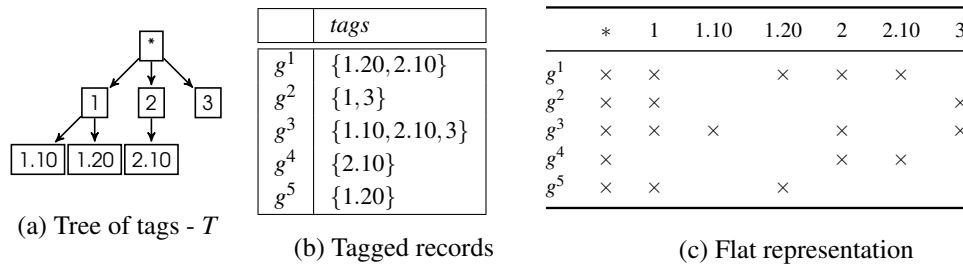 *
1 2 3
1.10 1.20 2.10
(a) Tree of tags - T
tags
g¹ {1.20,2.10}
g² {1,3}
g³ {1.10,2.10,3}
g⁴ {2.10}
g⁵ {1.20}
(b) Tagged records
* 1 1.10 1.20 2 2.10 3
g¹ × × × × ×
g² × × ×
g³ × × × × ×
g⁴ × × ×
g⁵ × × ×
(c) Flat representation